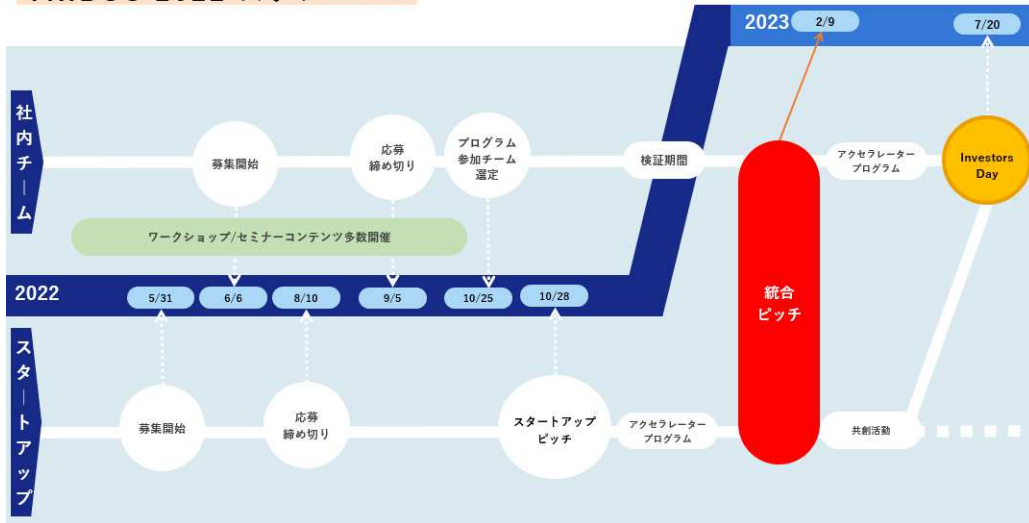 2023
2/9
7/20
社内チーム
募集開始
応募
締め切り
プログラム
参加チーム
選定
検証期間
アクセラレーター
プログラム
Investors
Day
ワークショップ/セミナーコンテンツ多数開催
2022
5/31
6/6
8/10
9/5
10/25
10/28
統合
ピッチ
スタートアップ
募集開始
応募
締め切り
スタートアップ
ピッチ
アクセラレーター
プログラム
共創活動